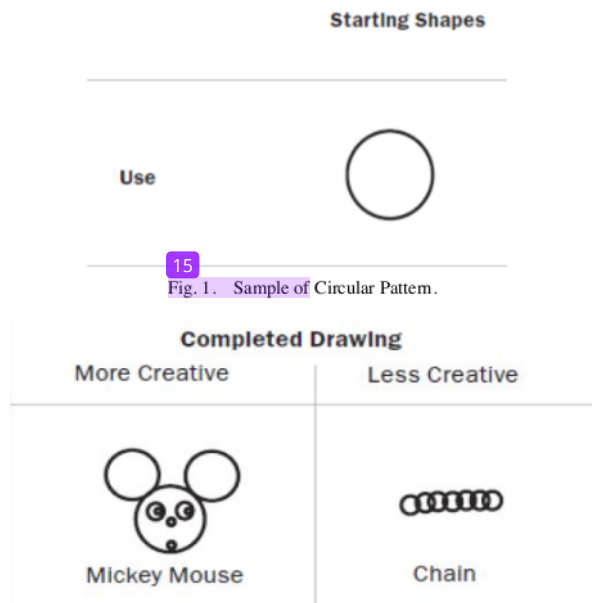 Starting Shapes
Use
15
Fig. 1. Sample of Circular Pattern.
Completed Drawing
More Creative
Less Creative
Mickey Mouse
Chain